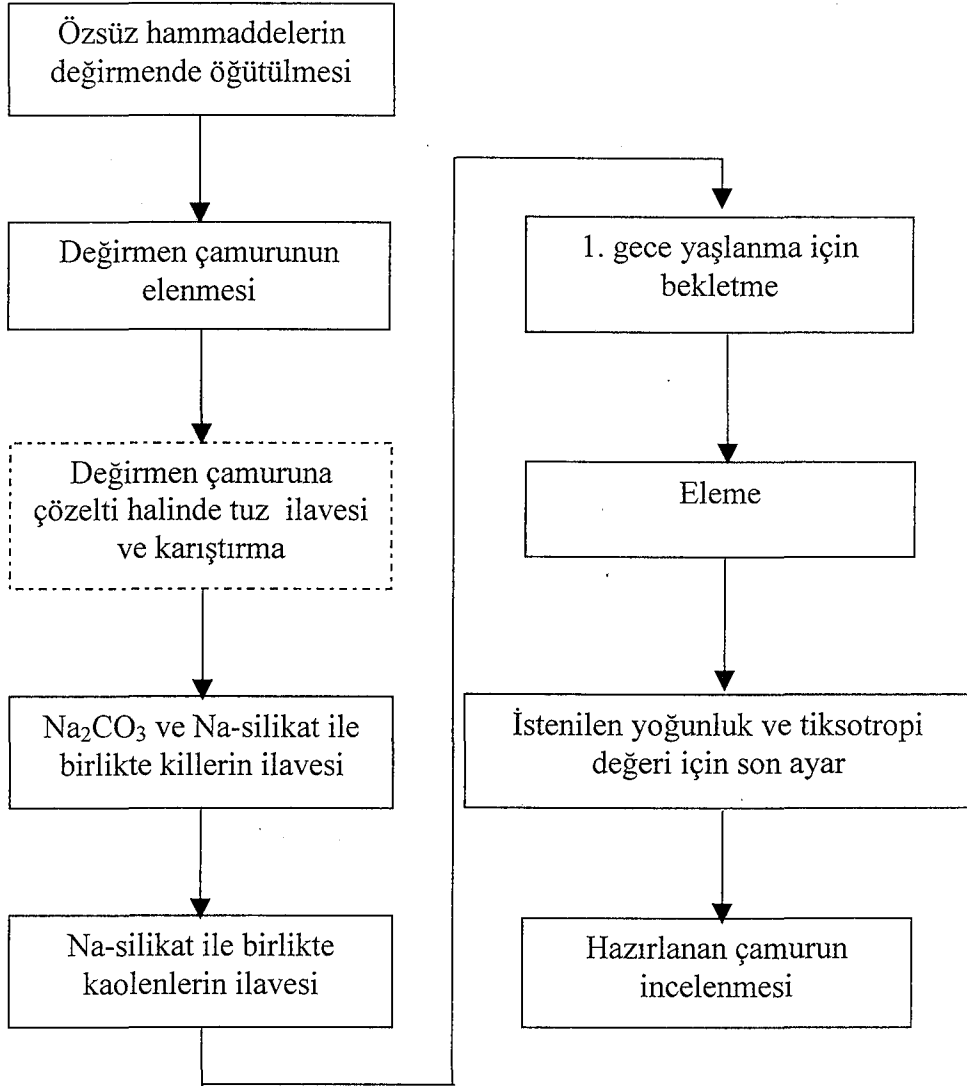 Özsüz hammaddelerin
değirmende öğütülmesi
Değirmen çamurunun
elenmesi
Değirmen çamuruna
çözelti halinde tuz ilavesi
ve karıştırma
Na₂CO₃ ve Na-silikat ile
birlikte killerin ilavesi
Na-silikat ile birlikte
kaolenlerin ilavesi
1. gece yaşlanma için
bekletme
Eleme
İstenilen yoğunluk ve tiksotropi
değeri için son ayar
Hazırlanan çamurun
incelenmesi